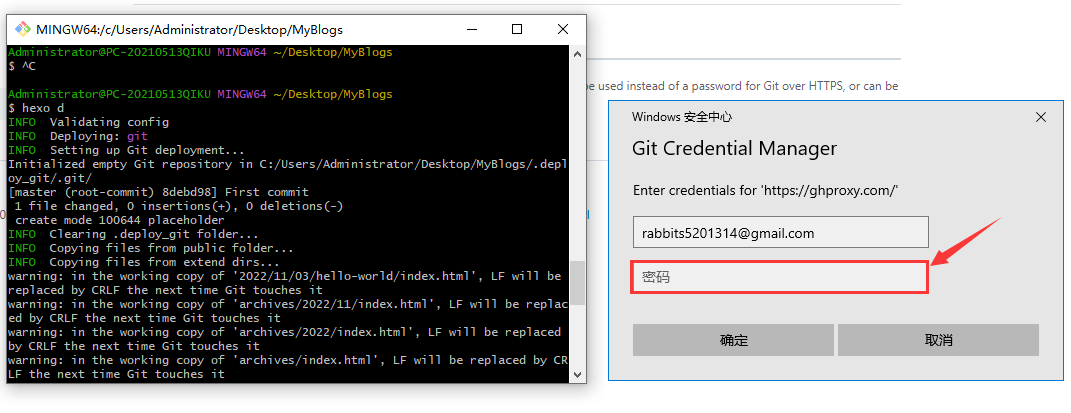 MINGW64:/c/Users/Administrator/Desktop/MyBlogs
Administrator@PC-20210513QIKU MINGW64 ~/Desktop/MyBlogs
$ ^C
Administrator@PC-20210513QIKU MINGW64 ~/Desktop/MyBlogs
$ hexo d
INFO  Validating config
INFO  Deploying: git
INFO  Setting up Git deployment...
Initialized empty Git repository in C:/Users/Administrator/Desktop/MyBlogs/.depl
oy_git/.git/
[master (root-commit) 8debd98] First commit
 1 file changed, 0 insertions(+), 0 deletions(-)
 create mode 100644 placeholder
INFO  Clearing .deploy_git folder...
INFO  Copying files from public folder...
INFO  Copying files from extend dirs...
warning: in the working copy of '2022/11/03/hello-world/index.html', LF will be
replaced by CRLF the next time Git touches it
warning: in the working copy of 'archives/2022/11/index.html', LF will be replac
ed by CRLF the next time Git touches it
warning: in the working copy of 'archives/2022/index.html', LF will be replaced
by CRLF the next time Git touches it
warning: in the working copy of 'archives/index.html', LF will be replaced by CR
LF the next time Git touches it
be used instead of a password for Git over HTTPS, or can be
Windows 安全中心
Git Credential Manager
Enter credentials for 'https://ghproxy.com/'
rabbits5201314@gmail.com
密码
确定
取消